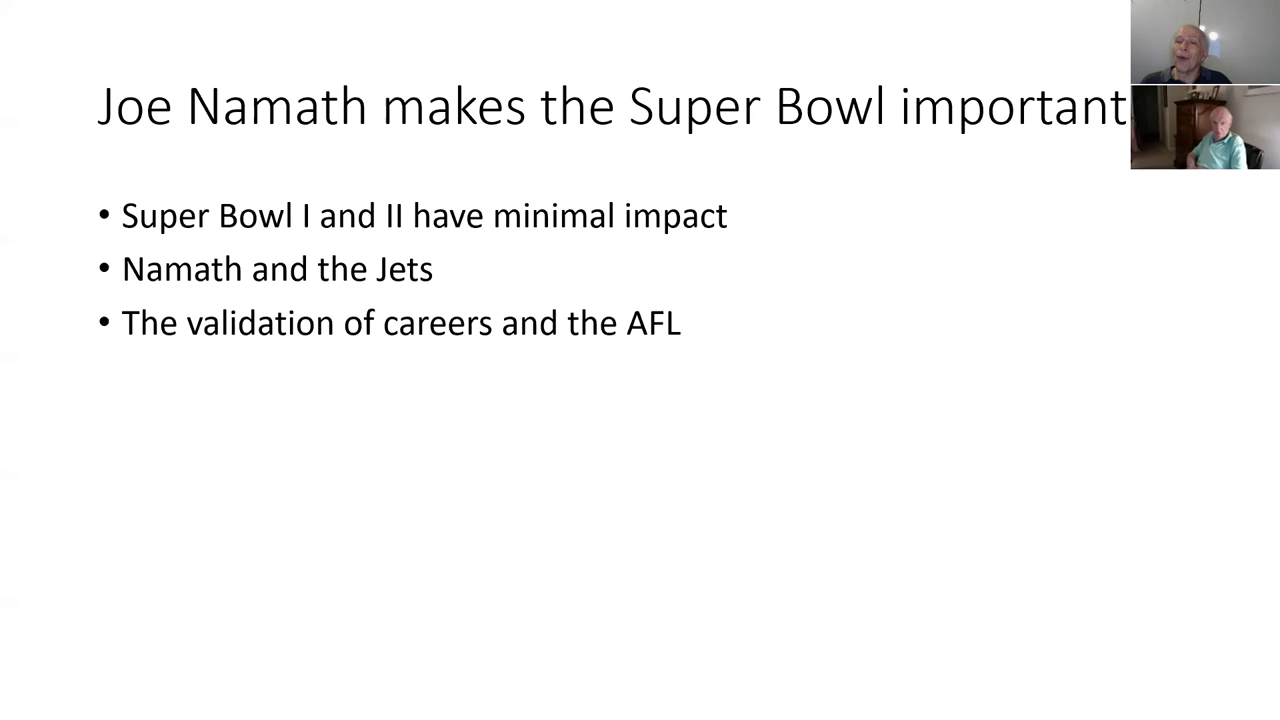 Joe Namath makes the Super Bowl important
• Super Bowl I and II have minimal impact
• Namath and the Jets
• The validation of careers and the AFL